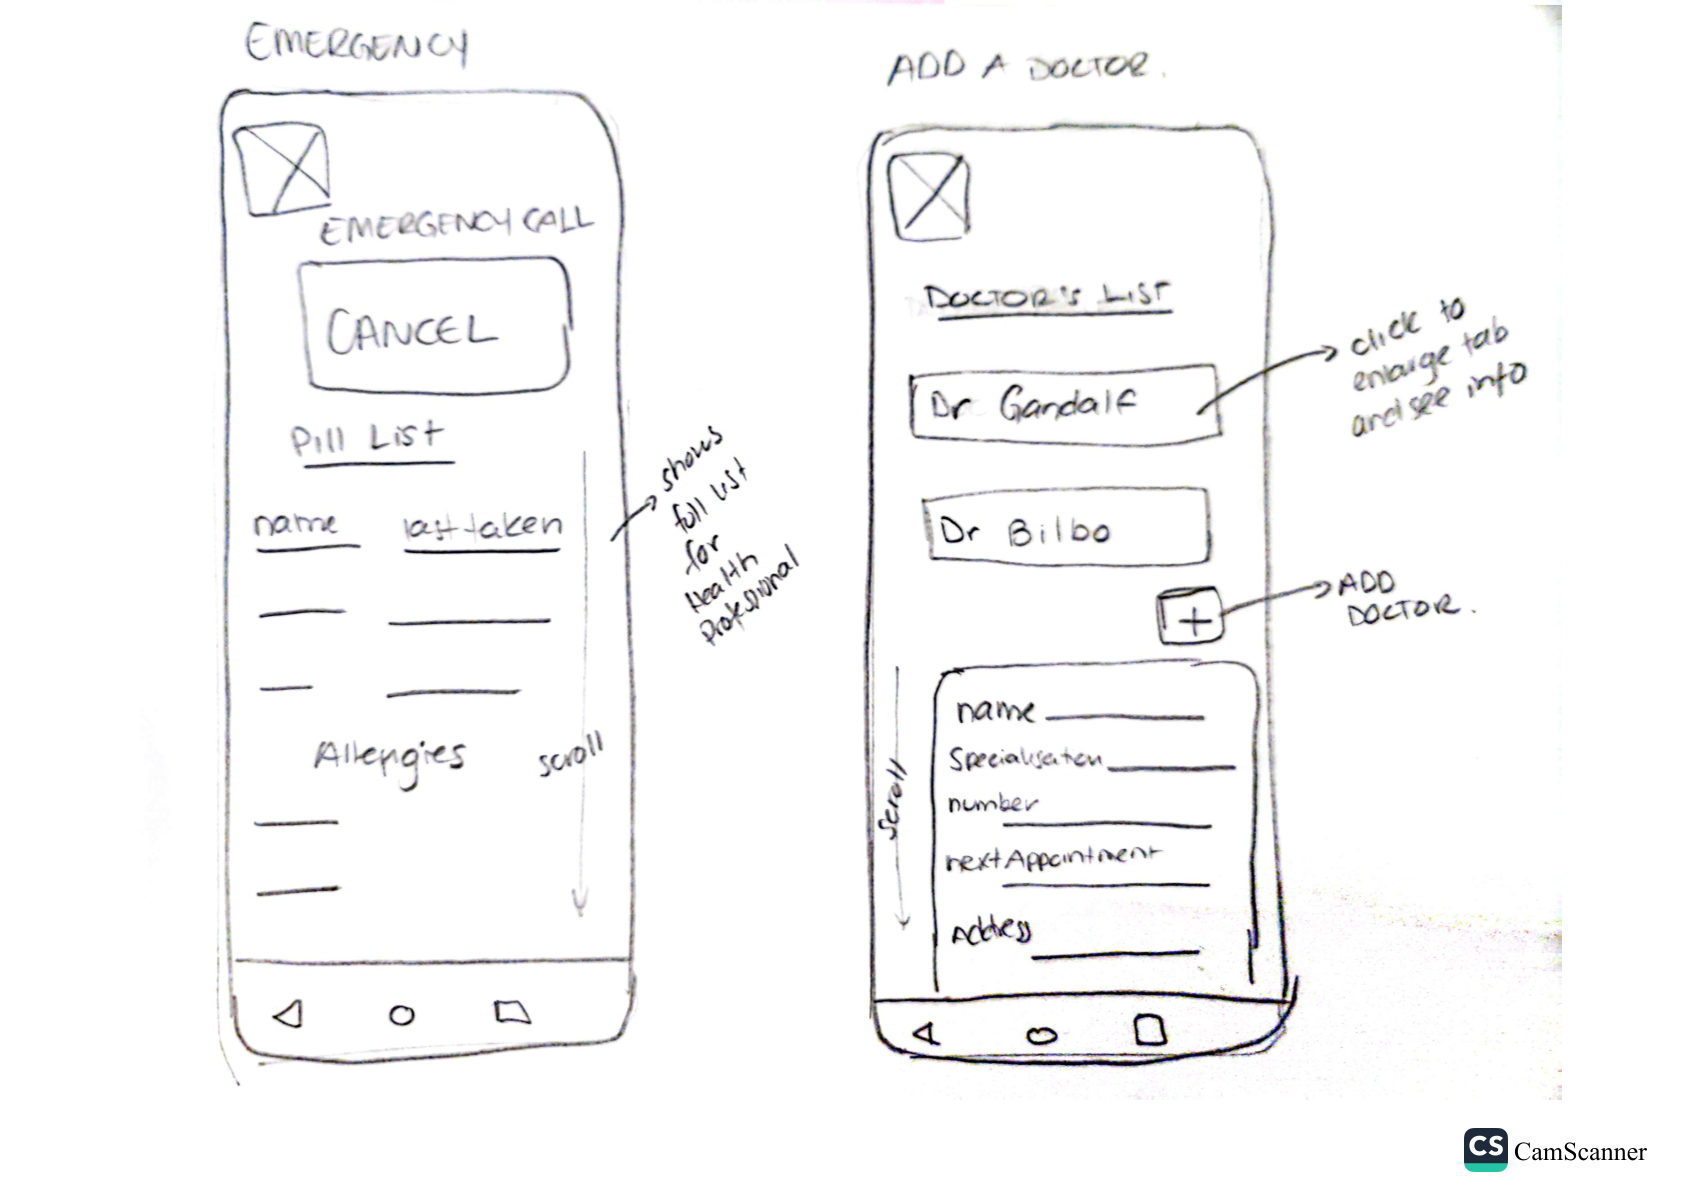 EMERGENCY
EMERGENCY CALL
CANCEL
Pill List
name last taken
Allergies
scroll
shows
full list
for
Health
Professional
ADD A DOCTOR.
DOCTOR'S LIST
Dr Gandalf
click to
enlarge tab
and see info
Dr Bilbo
+
ADD
DOCTOR.
scroll
name
Specialisation
number
next Appointment
Address
CS CamScanner